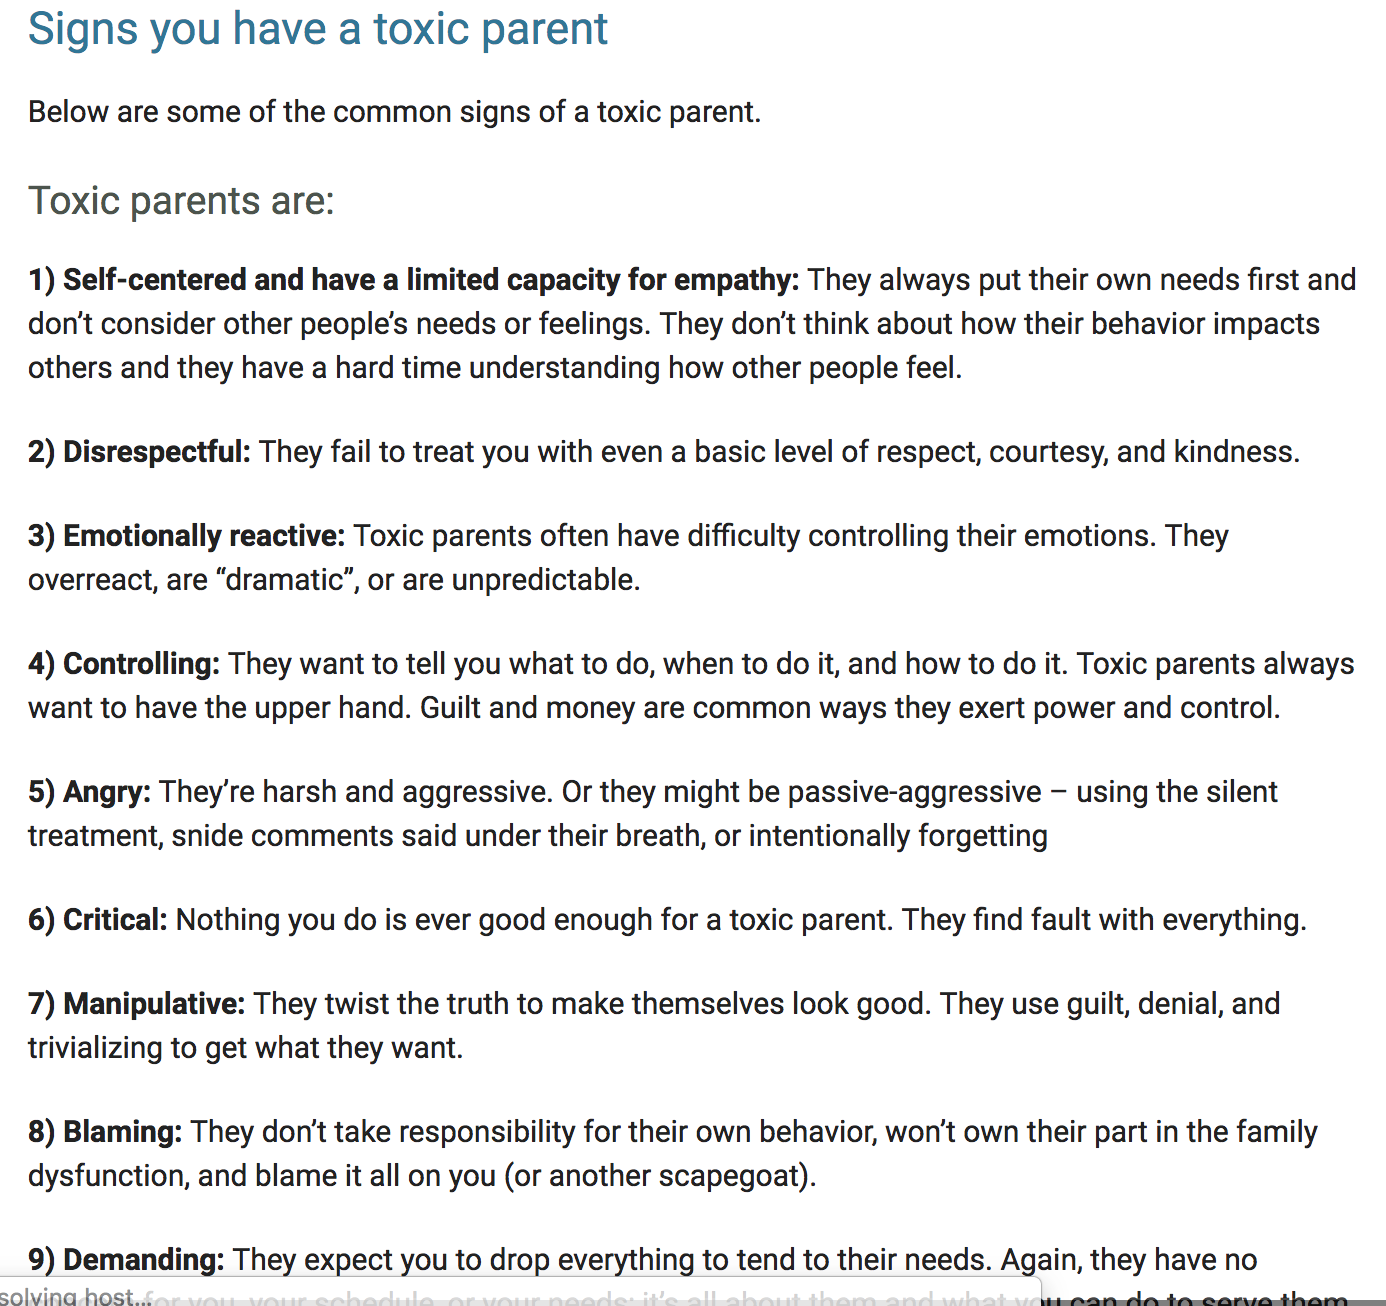 Signs you have a toxic parent
Below are some of the common signs of a toxic parent.
Toxic parents are:
1) Self-centered and have a limited capacity for empathy: They always put their own needs first and
don’t consider other people’s needs or feelings. They don’t think about how their behavior impacts
others and they have a hard time understanding how other people feel.
2) Disrespectful: They fail to treat you with even a basic level of respect, courtesy, and kindness.
3) Emotionally reactive: Toxic parents often have difficulty controlling their emotions. They
overreact, are “dramatic”, or are unpredictable.
4) Controlling: They want to tell you what to do, when to do it, and how to do it. Toxic parents always
want to have the upper hand. Guilt and money are common ways they exert power and control.
5) Angry: They’re harsh and aggressive. Or they might be passive-aggressive – using the silent
treatment, snide comments said under their breath, or intentionally forgetting
6) Critical: Nothing you do is ever good enough for a toxic parent. They find fault with everything.
7) Manipulative: They twist the truth to make themselves look good. They use guilt, denial, and
trivializing to get what they want.
8) Blaming: They don’t take responsibility for their own behavior, won’t own their part in the family
dysfunction, and blame it all on you (or another scapegoat).
9) Demanding: They expect you to drop everything to tend to their needs. Again, they have no
for you, your schedule, or your needs; it’s all about them and what you can do to serve them
solving host...